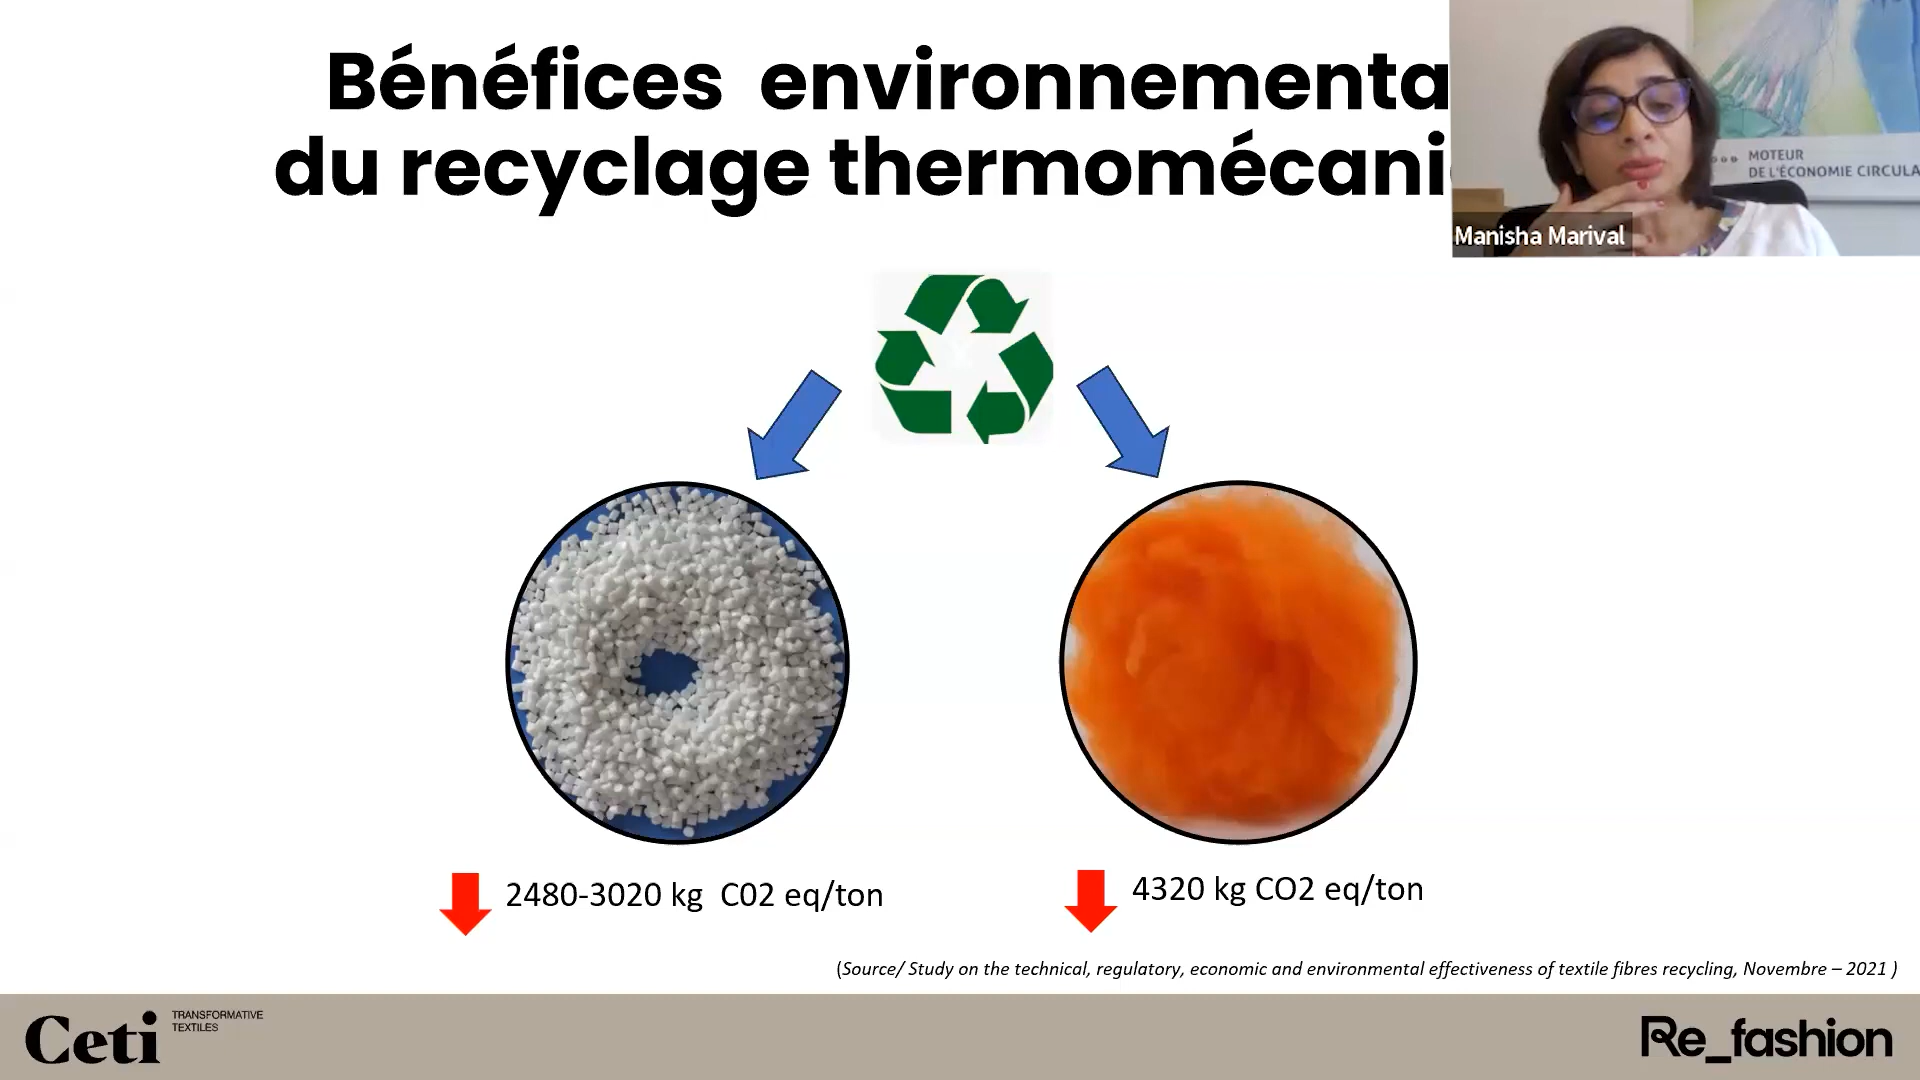 Bénéfices environnementa
du recyclage thermomécani
MOTEUR
DE L'ÉCONOMIE CIRCULA
Manisha Marival
2480-3020 kg C02 eq/ton
4320 kg CO2 eq/ton
(Source/ Study on the technical, regulatory, economic and environmental effectiveness of textile fibres recycling, Novembre – 2021 )
Ceti
TRANSFORMATIVE
TEXTILES
Re_fashion